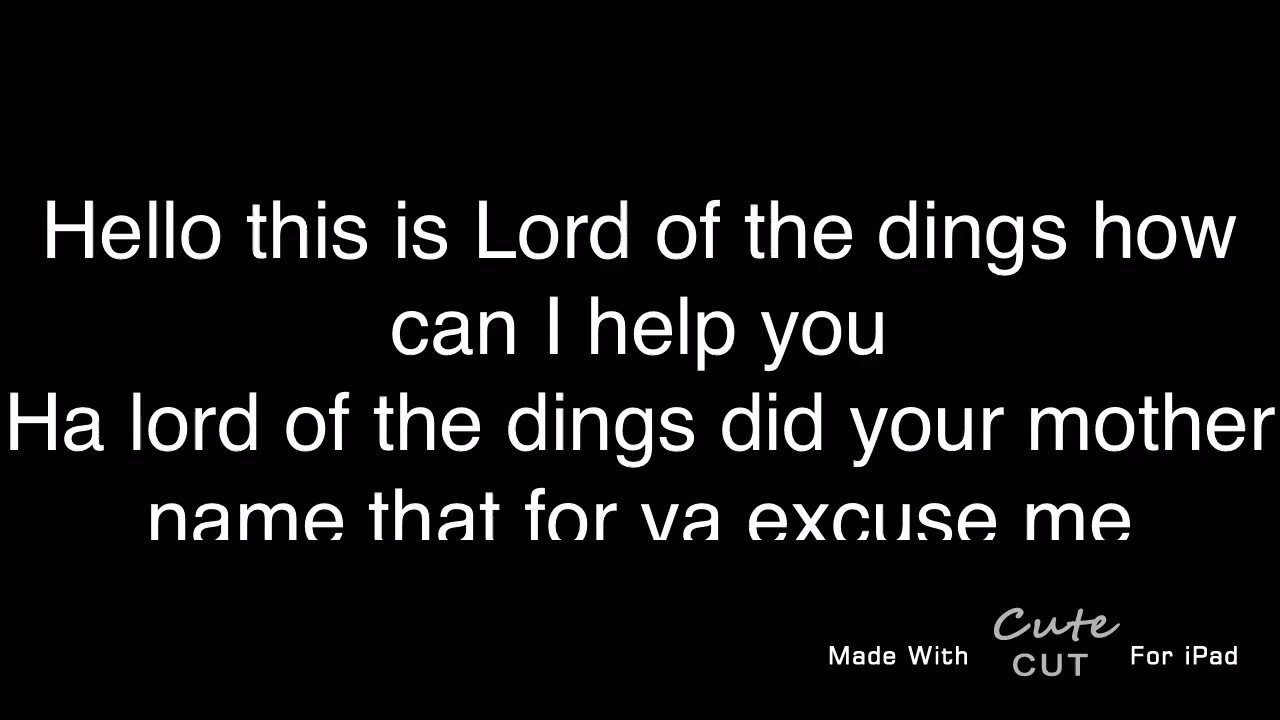 Hello this is Lord of the dings how
can I help you
Ha lord of the dings did your mother
name that for ya excuse me
Made With Cute CUT For iPad